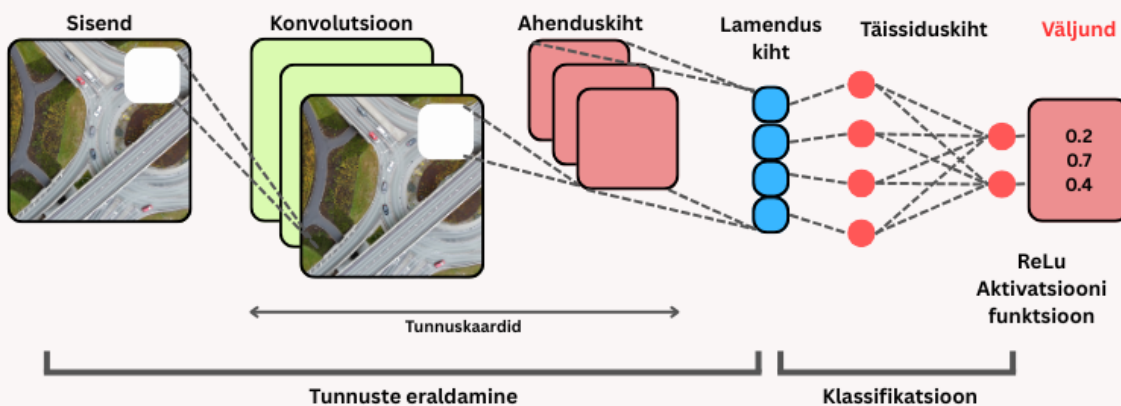 Sisend
Konvolutsioon
Ahenduskiht
Lamendus
kiht
Täissiduskiht
Väljund
0.2
0.7
0.4
ReLu
Aktivatsiooni
funktsioon
Tunnuskaardid
Tunnuste eraldamine
Klassifikatsioon